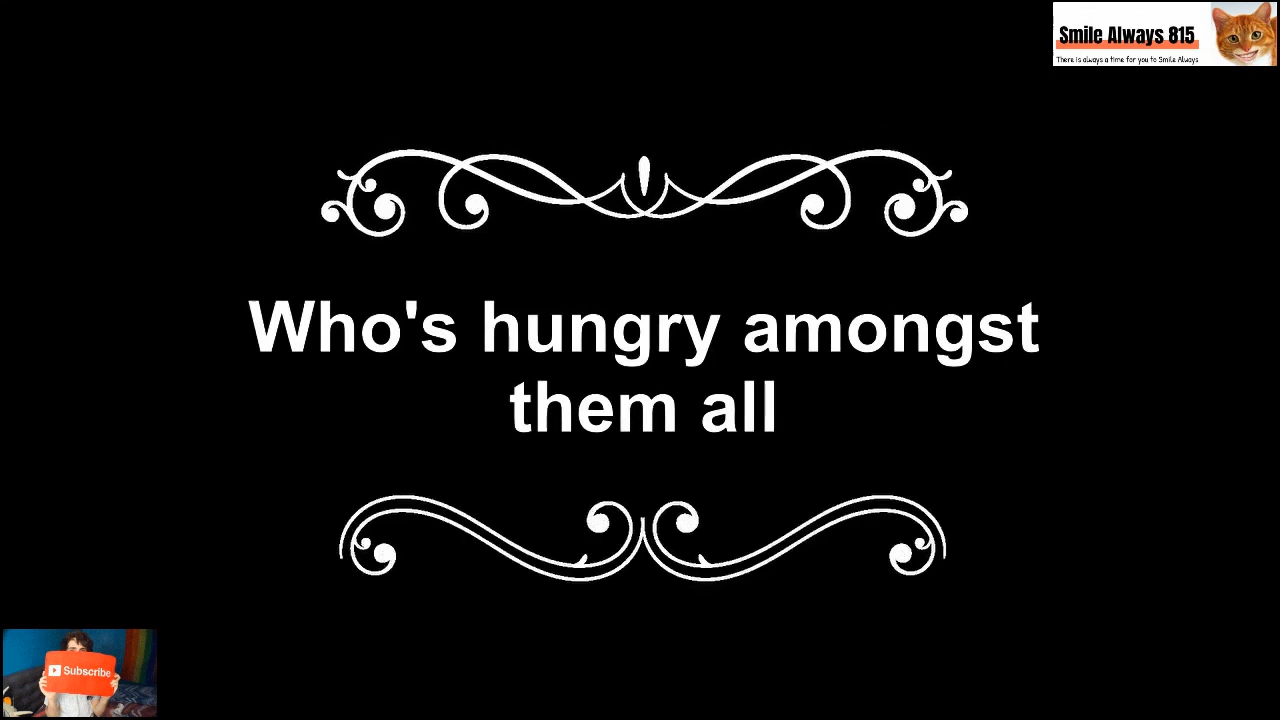 Smile Always 815
There is always a time for you to Smile Always
Who's hungry amongst
them all
Subscribe